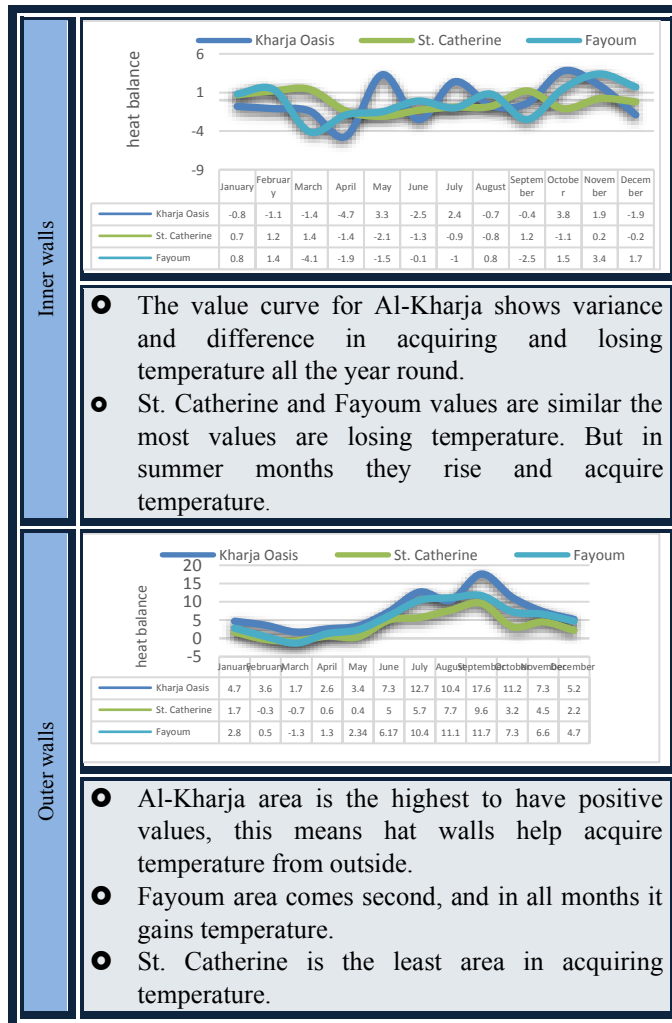 Inner walls
Kharja Oasis St. Catherine Fayoum
heat balance
6
1
-4
-9
January Februar y March April May June July August Septem ber Octobe r Novem ber Decem ber
Kharja Oasis -0.8 -1.1 -1.4 -4.7 3.3 -2.5 2.4 -0.7 -0.4 3.8 1.9 -1.9
St. Catherine 0.7 1.2 1.4 -1.4 -2.1 -1.3 -0.9 -0.8 1.2 -1.1 0.2 -0.2
Fayoum 0.8 1.4 -4.1 -1.9 -1.5 -0.1 -1 0.8 -2.5 1.5 3.4 1.7
The value curve for Al-Kharja shows variance
and difference in acquiring and losing
temperature all the year round.
St. Catherine and Fayoum values are similar the
most values are losing temperature. But in
summer months they rise and acquire
temperature.
Outer walls
Kharja Oasis St. Catherine Fayoum
heat balance
20
15
10
5
0
-5
January February March April May June July August September October November December
Kharja Oasis 4.7 3.6 1.7 2.6 3.4 7.3 12.7 10.4 17.6 11.2 7.3 5.2
St. Catherine 1.7 -0.3 -0.7 0.6 0.4 5 5.7 7.7 9.6 3.2 4.5 2.2
Fayoum 2.8 0.5 -1.3 1.3 2.34 6.17 10.4 11.1 11.7 7.3 6.6 4.7
Al-Kharja area is the highest to have positive
values, this means hat walls help acquire
temperature from outside.
Fayoum area comes second, and in all months it
gains temperature.
St. Catherine is the least area in acquiring
temperature.